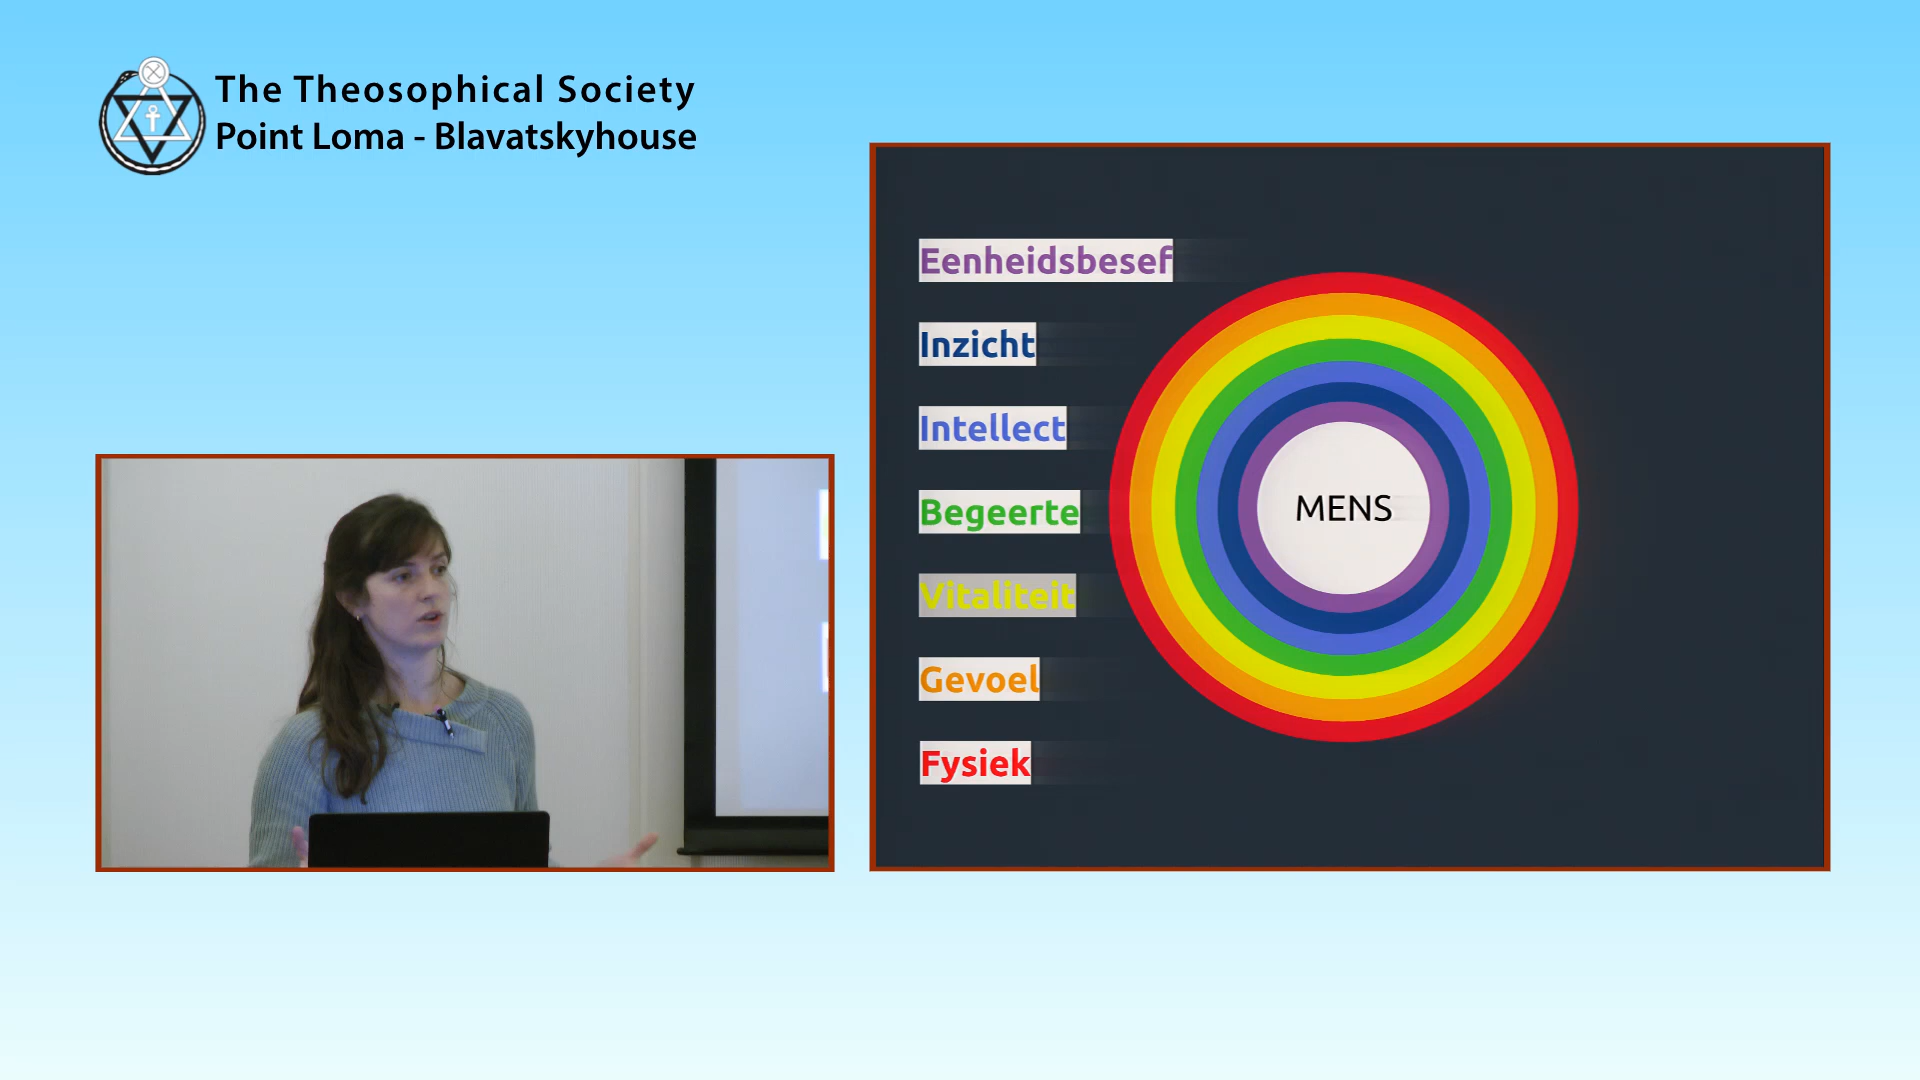 The Theosophical Society
Point Loma - Blavatskyhouse
Eenheidsbesef
Inzicht
Intellect
Begeerte
Vitaliteit
Gevoel
Fysiek
MENS